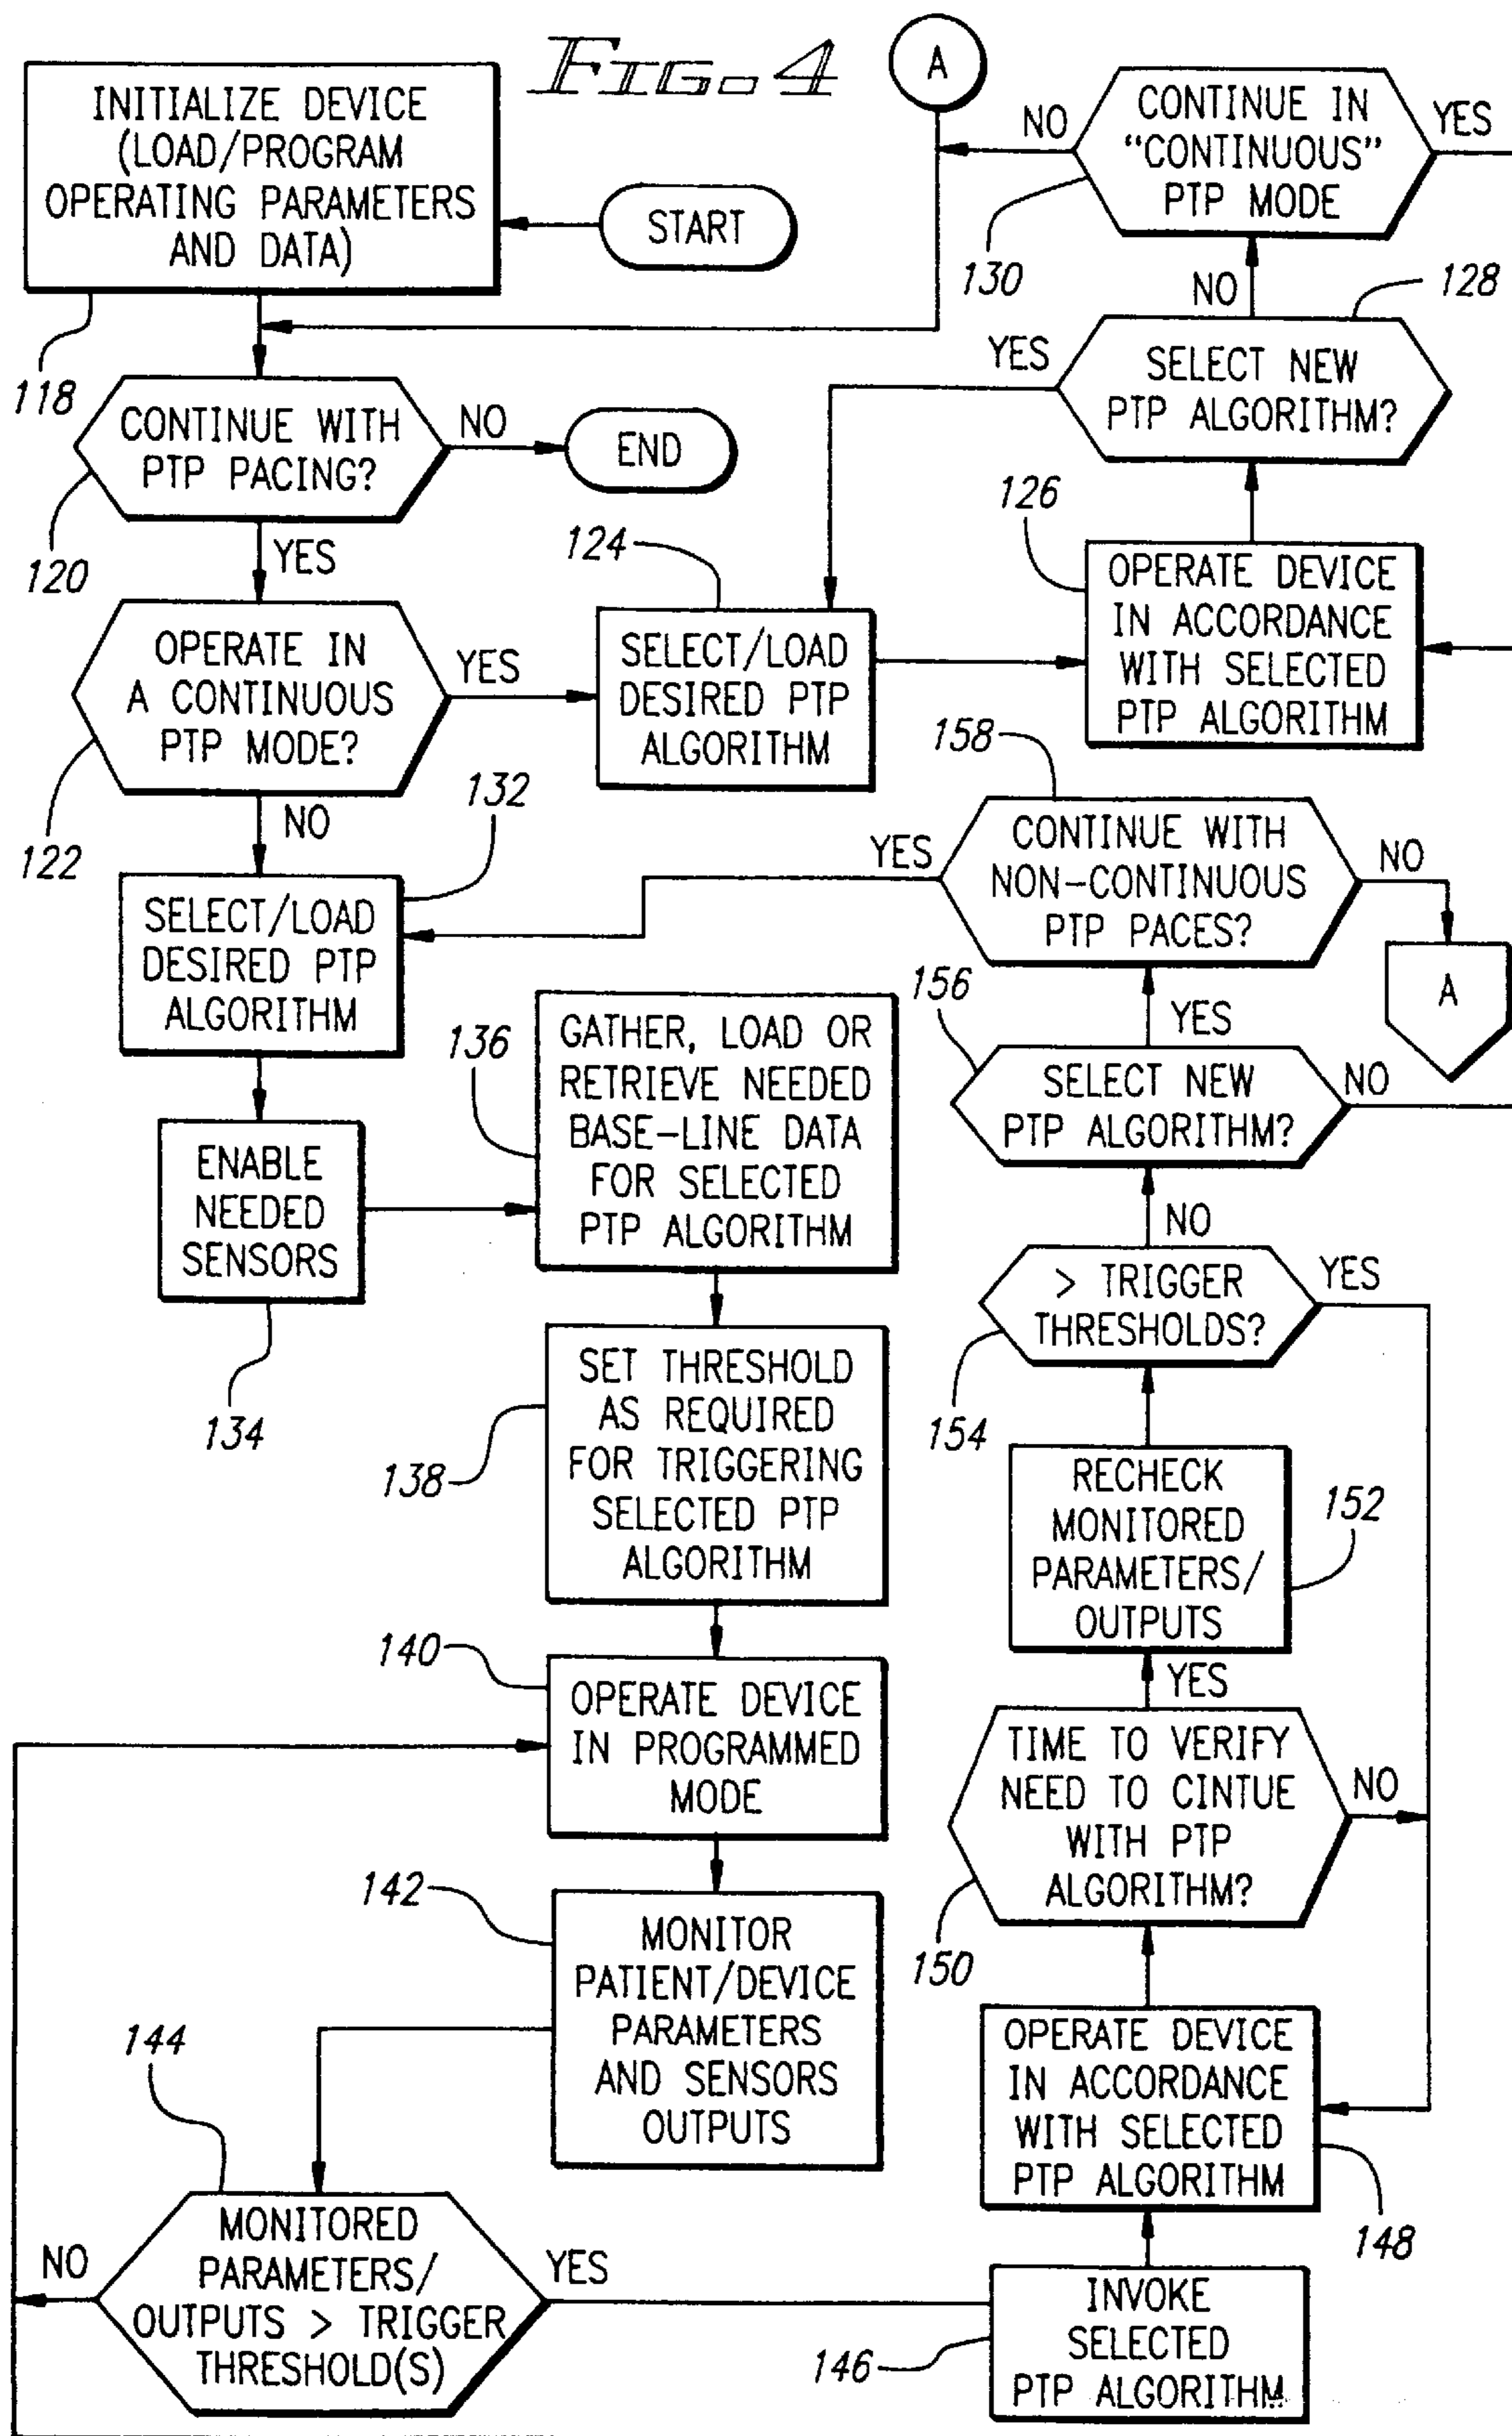 FIG. 4
A
INITIALIZE DEVICE
(LOAD/PROGRAM
OPERATING PARAMETERS
AND DATA)
START
118
CONTINUE WITH
PTP PACING?
NO
END
120
YES
OPERATE IN
A CONTINUOUS
PTP MODE?
YES
122
NO
124
SELECT/LOAD
DESIRED PTP
ALGORITHM
126
OPERATE DEVICE
IN ACCORDANCE
WITH SELECTED
PTP ALGORITHM
128
SELECT NEW
PTP ALGORITHM?
YES
NO
130
CONTINUE IN
“CONTINUOUS”
PTP MODE
NO
YES
132
SELECT/LOAD
DESIRED PTP
ALGORITHM
ENABLE
NEEDED
SENSORS
134
136
GATHER, LOAD OR
RETRIEVE NEEDED
BASE-LINE DATA
FOR SELECTED
PTP ALGORITHM
138
SET THRESHOLD
AS REQUIRED
FOR TRIGGERING
SELECTED PTP
ALGORITHM
140
OPERATE DEVICE
IN PROGRAMMED
MODE
142
MONITOR
PATIENT/DEVICE
PARAMETERS
AND SENSORS
OUTPUTS
144
MONITORED
PARAMETERS/
OUTPUTS > TRIGGER
THRESHOLD(S)
NO
YES
146
INVOKE
SELECTED
PTP ALGORITHM
148
OPERATE DEVICE
IN ACCORDANCE
WITH SELECTED
PTP ALGORITHM
150
TIME TO VERIFY
NEED TO CINTUE
WITH PTP
ALGORITHM?
NO
YES
152
RECHECK
MONITORED
PARAMETERS/
OUTPUTS
154
> TRIGGER
THRESHOLDS?
YES
NO
156
SELECT NEW
PTP ALGORITHM?
NO
YES
158
CONTINUE WITH
NON-CONTINUOUS
PTP PACES?
YES
NO
A